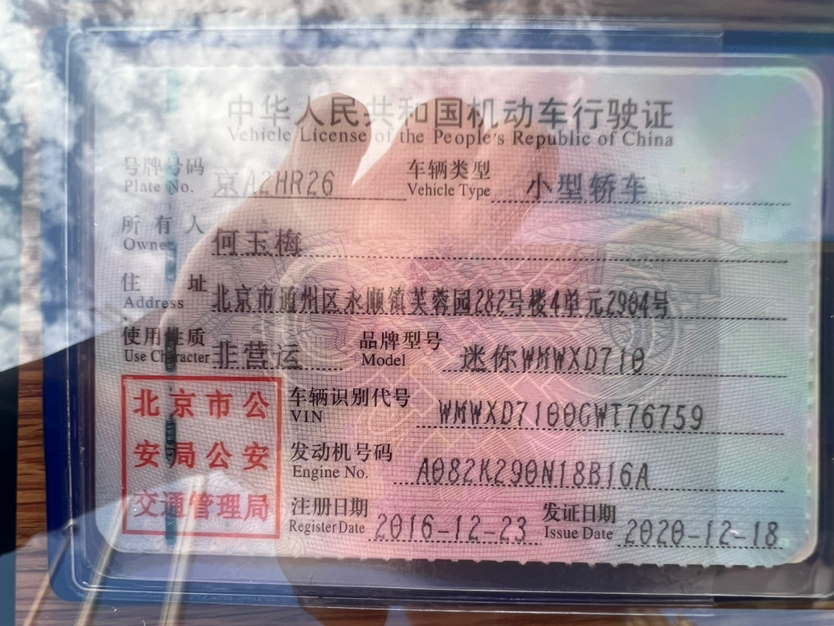 中华人民共和国机动车行驶证
Vehicle License of the People's Republic of China
号牌号码 京A2HR26 车辆类型 小型轿车
Plate No. Vehicle Type
所有人 何玉梅
Owner
住址 北京市通州区永顺镇芙蓉园282号楼4单元2904号
Address
使用性质 非营运 品牌型号 迷你WMWXD710
Use Character Model
北京市公安局公安交通管理局
车辆识别代号 WMWXD7100GWT76759
VIN
发动机号码 A082K290N18B16A
Engine No.
注册日期 2016-12-23 发证日期 2020-12-18
Register Date Issue Date